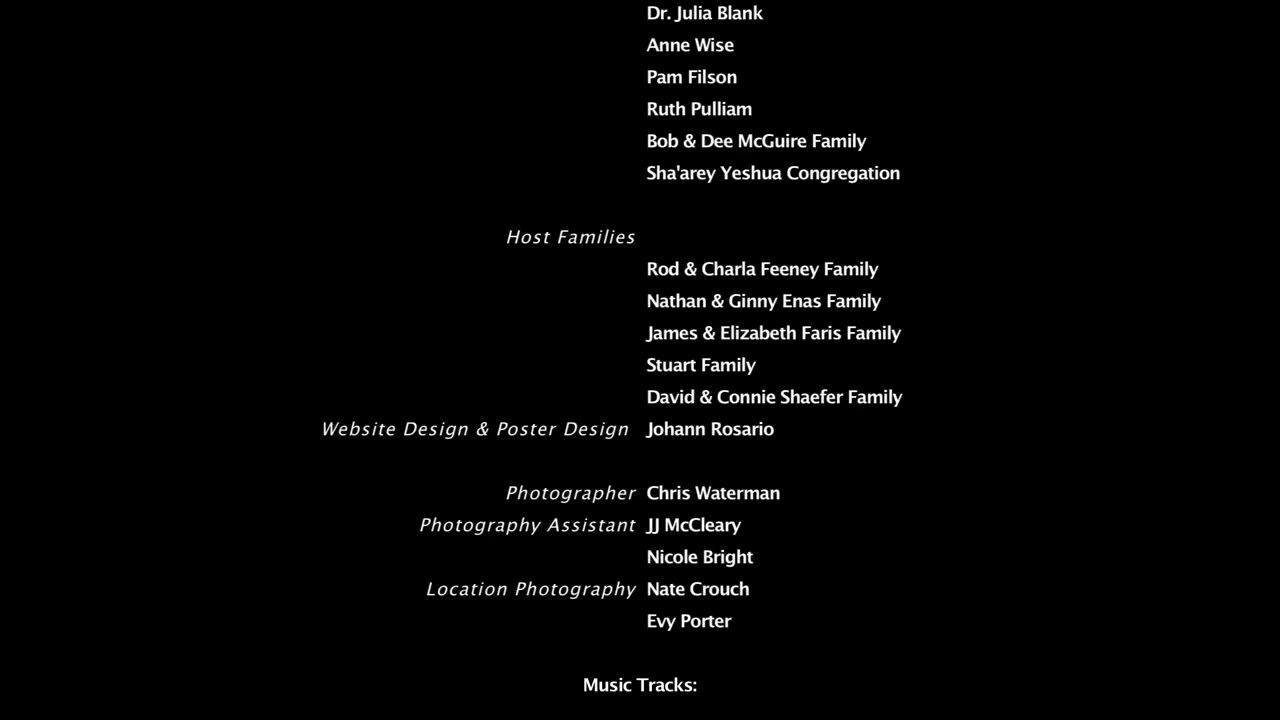 Dr. Julia Blank
Anne Wise
Pam Filson
Ruth Pulliam
Bob & Dee McGuire Family
Sha'arey Yeshua Congregation
Host Families
Rod & Charla Feeney Family
Nathan & Ginny Enas Family
James & Elizabeth Faris Family
Stuart Family
David & Connie Shaefer Family
Website Design & Poster Design Johann Rosario
Photographer Chris Waterman
Photography Assistant JJ McCleary
Nicole Bright
Location Photography Nate Crouch
Evy Porter
Music Tracks: